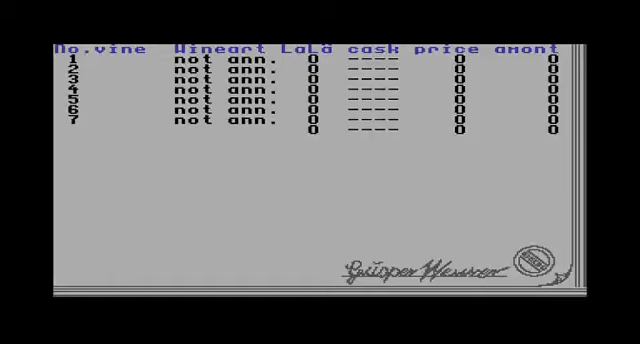 No.vine Wineart LaLä cask price amont
1 not ann. 0 ---- 0 0
2 not ann. 0 ---- 0 0
3 not ann. 0 ---- 0 0
4 not ann. 0 ---- 0 0
5 not ann. 0 ---- 0 0
6 not ann. 0 ---- 0 0
7 not ann. 0 ---- 0 0
0 ---- 0 0